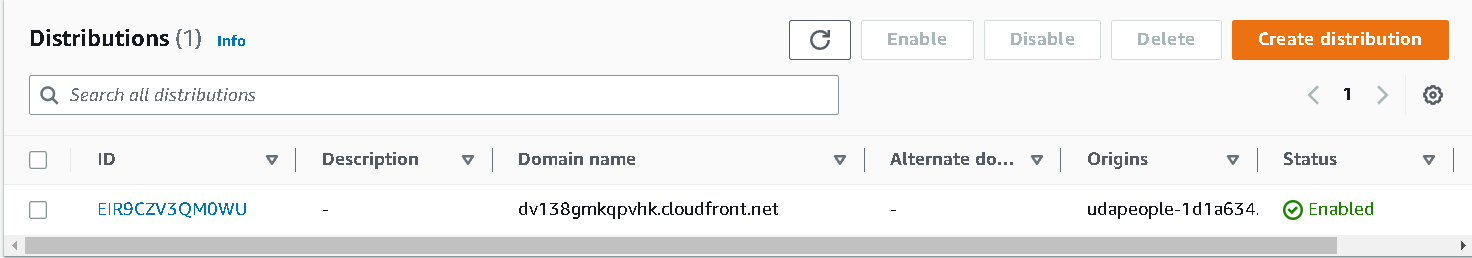 Distributions (1) Info
Enable Disable Delete Create distribution
Search all distributions
1
ID Description Domain name Alternate do... Origins Status
EIR9CZV3QM0WU - dv138gmkqpvhk.cloudfront.net - udapeople-1d1a634. Enabled